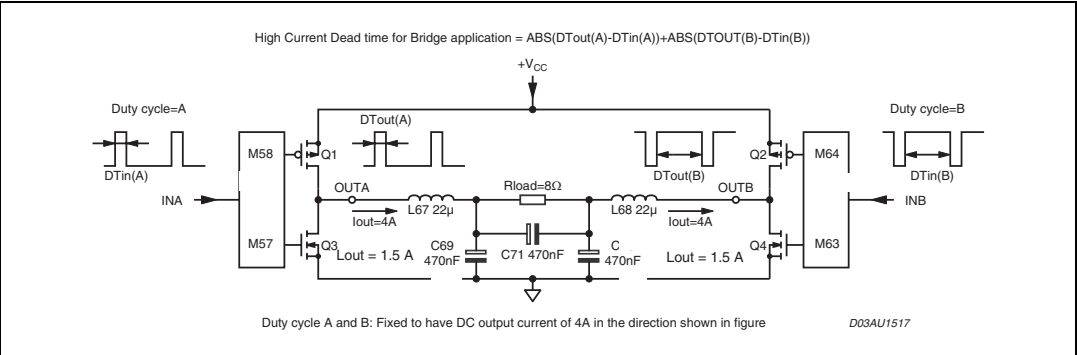 High Current Dead time for Bridge application = ABS(DTout(A)-DTin(A))+ABS(DTOUT(B)-DTin(B))
+VCC
Duty cycle=A
Duty cycle=B
DTout(A)
M58
Q1
Q2
M64
DTin(A)
DTout(B)
DTin(B)
Rload=8Ω
OUTA
OUTB
INA
INB
L67 22µ
L68 22µ
Iout=4A
Iout=4A
M57
Q3
Q4
M63
C69
470nF
C71 470nF
C
470nF
Lout = 1.5 A
Lout = 1.5 A
Duty cycle A and B: Fixed to have DC output current of 4A in the direction shown in figure
D03AU1517